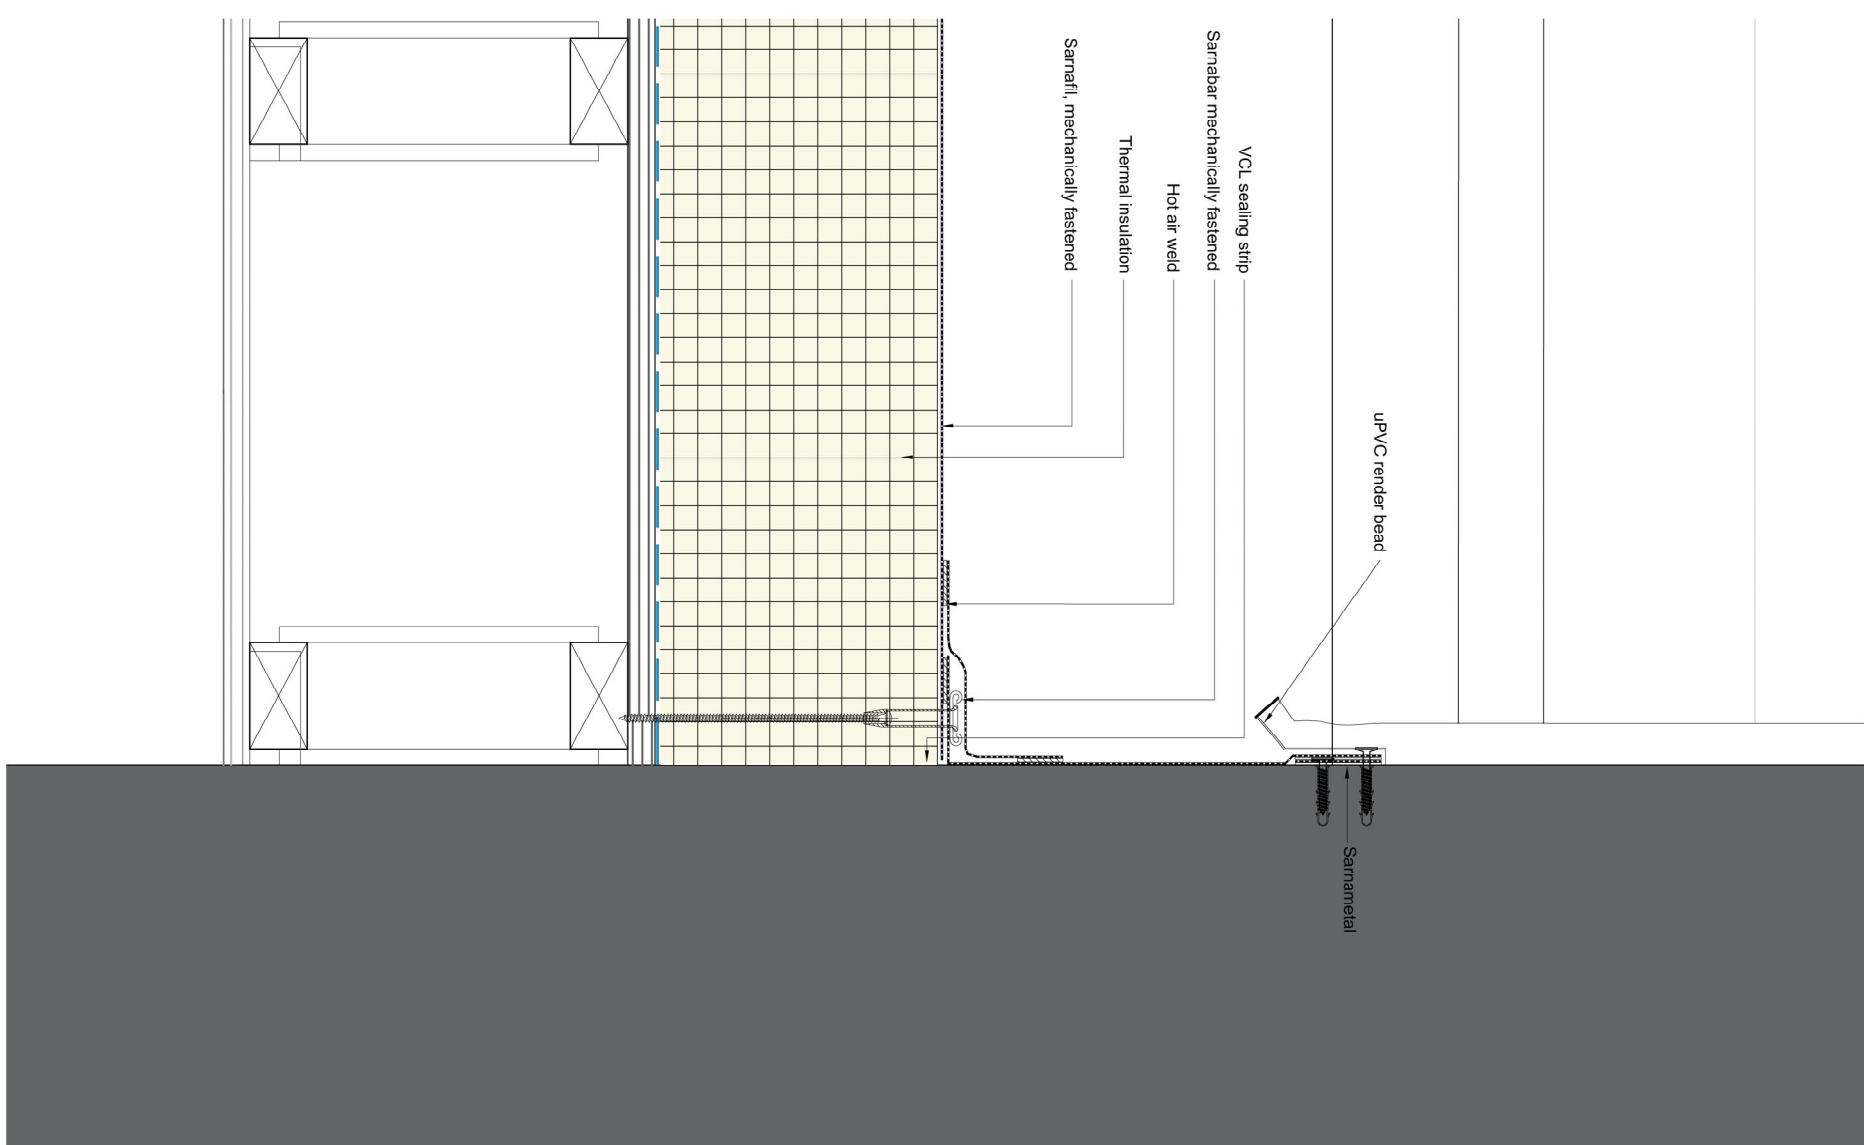 uPVC render bead
Sarnametal
VCL sealing strip
Sarnabar mechanically fastened
Hot air weld
Thermal insulation
Sarnafil, mechanically fastened